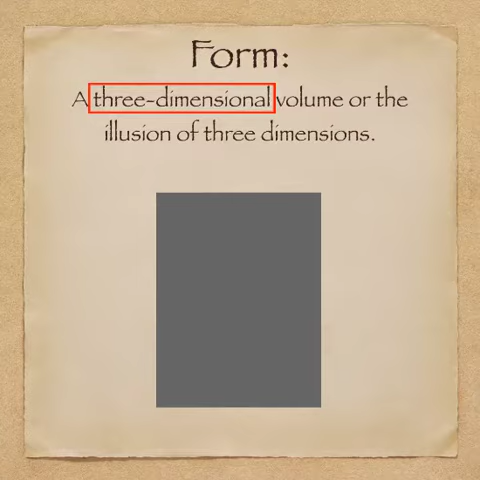 Form:
A three-dimensional volume or the
illusion of three dimensions.